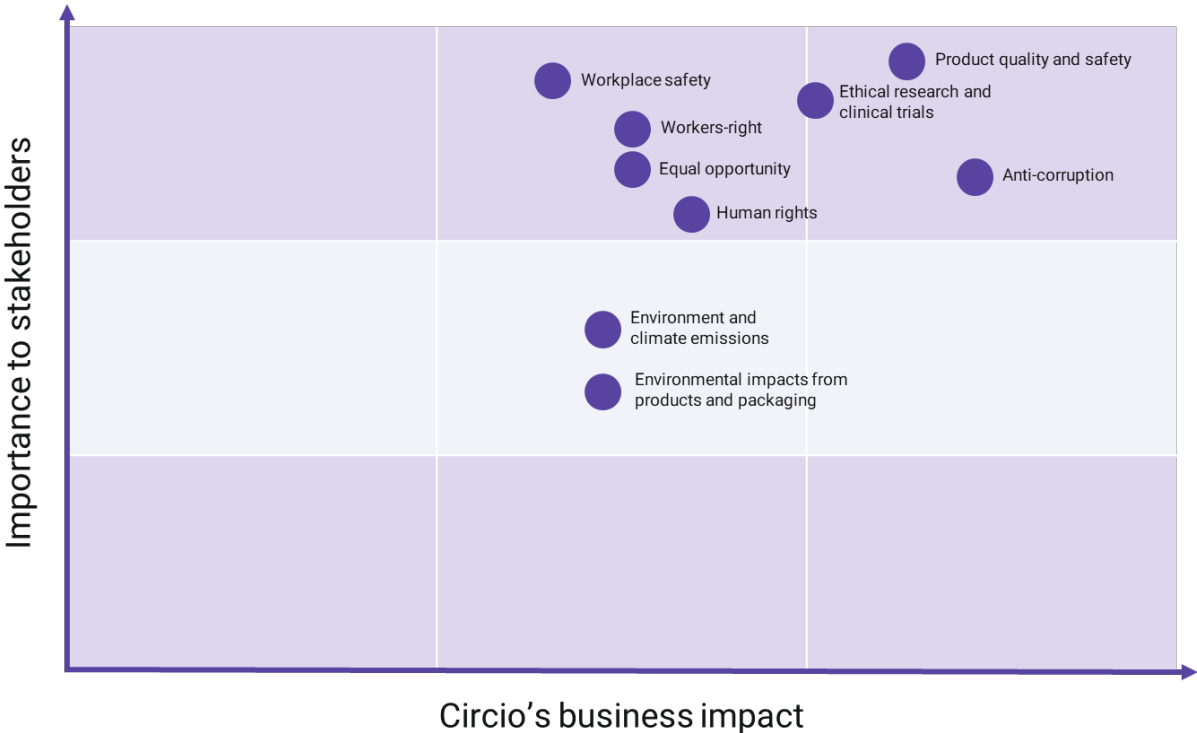 Importance to stakeholders
Product quality and safety
Workplace safety
Ethical research and
clinical trials
Workers-right
Equal opportunity
Anti-corruption
Human rights
Environment and
climate emissions
Environmental impacts from
products and packaging
Circio’s business impact